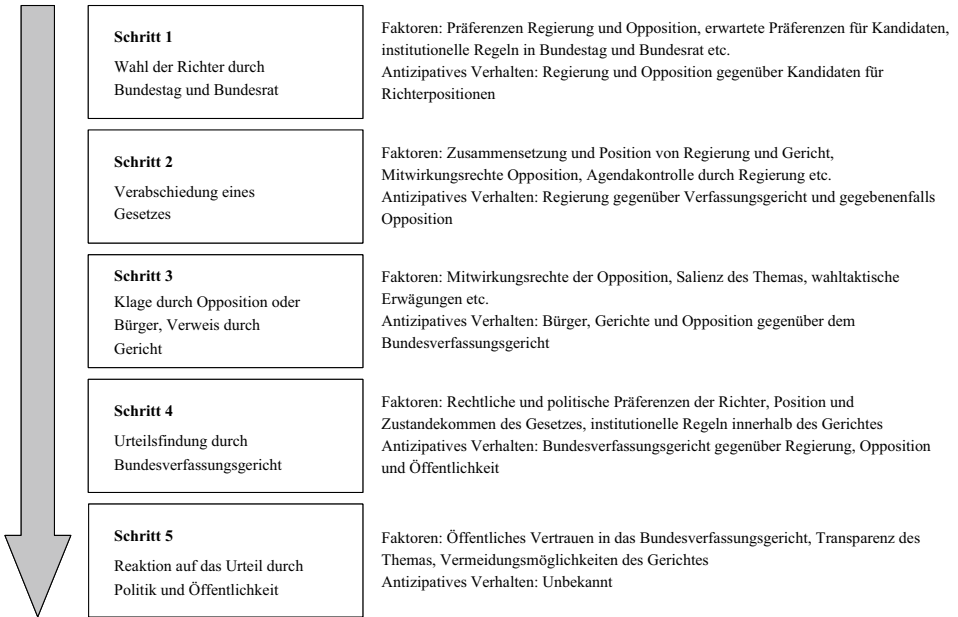 Schritt 1
Wahl der Richter durch
Bundestag und Bundesrat
Faktoren: Präferenzen Regierung und Opposition, erwartete Präferenzen für Kandidaten,
institutionelle Regeln in Bundestag und Bundesrat etc.
Antizipatives Verhalten: Regierung und Opposition gegenüber Kandidaten für
Richterpositionen
Schritt 2
Verabschiedung eines
Gesetzes
Faktoren: Zusammensetzung und Position von Regierung und Gericht,
Mitwirkungsrechte Opposition, Agendakontrolle durch Regierung etc.
Antizipatives Verhalten: Regierung gegenüber Verfassungsgericht und gegebenenfalls
Opposition
Schritt 3
Klage durch Opposition oder
Bürger, Verweis durch
Gericht
Faktoren: Mitwirkungsrechte der Opposition, Salienz des Themas, wahltaktische
Erwägungen etc.
Antizipatives Verhalten: Bürger, Gerichte und Opposition gegenüber dem
Bundesverfassungsgericht
Schritt 4
Urteilsfindung durch
Bundesverfassungsgericht
Faktoren: Rechtliche und politische Präferenzen der Richter, Position und
Zustandekommen des Gesetzes, institutionelle Regeln innerhalb des Gerichtes
Antizipatives Verhalten: Bundesverfassungsgericht gegenüber Regierung, Opposition
und Öffentlichkeit
Schritt 5
Reaktion auf das Urteil durch
Politik und Öffentlichkeit
Faktoren: Öffentliches Vertrauen in das Bundesverfassungsgericht, Transparenz des
Themas, Vermeidungsmöglichkeiten des Gerichtes
Antizipatives Verhalten: Unbekannt